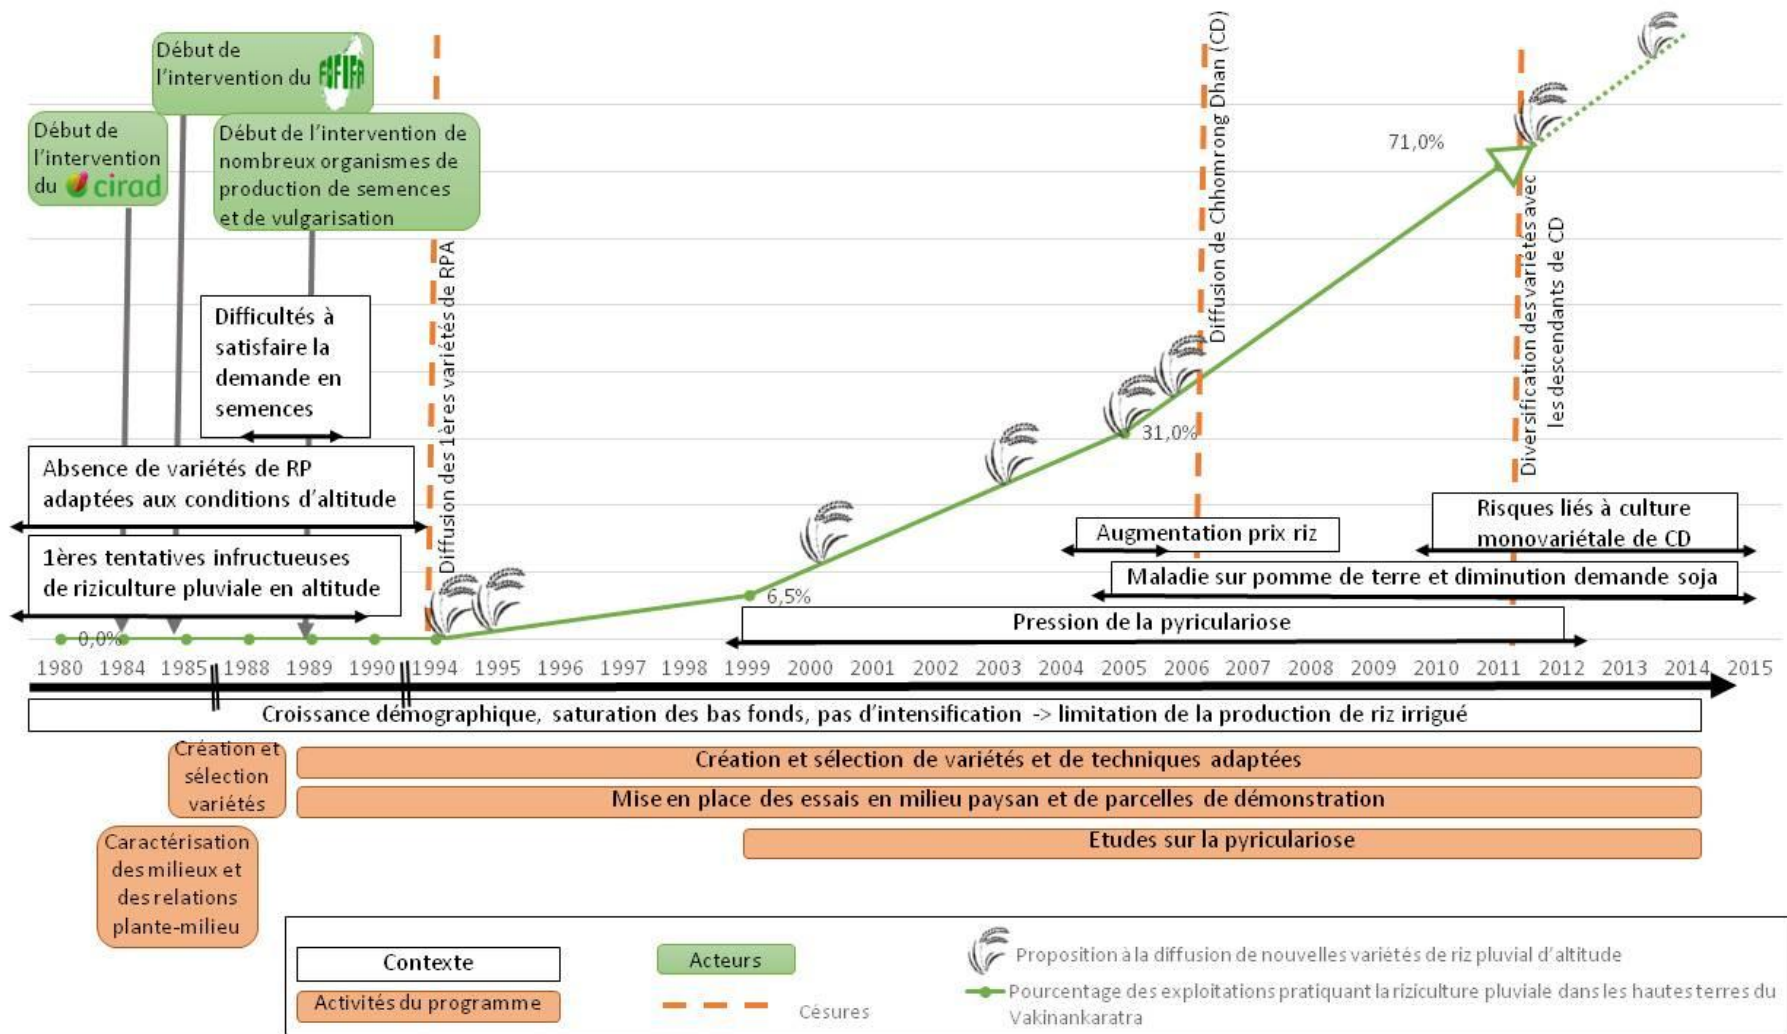 Début de
l'intervention du FOFIFA
Début de
l'intervention
du cirad
Début de l'intervention de
nombreux organismes de
production de semences
et de vulgarisation
Difficultés à
satisfaire la
demande en
semences
Absence de variétés de RP
adaptées aux conditions d'altitude
1ères tentatives infructueuses
de riziculture pluviale en altitude
Diffusion des 1ères variétés de RPA
Diffusion de Chhomrong Dhan (CD)
Diversification des variétés avec
les descendants de CD
71,0%
31,0%
6,5%
0,0%
Augmentation prix riz
Risques liés à culture
monovariétale de CD
Maladie sur pomme de terre et diminution demande soja
Pression de la pyriculariose
1980 1984 1985 1988 1989 1990 1994 1995 1996 1997 1998 1999 2000 2001 2002 2003 2004 2005 2006 2007 2008 2009 2010 2011 2012 2013 2014 2015
Croissance démographique, saturation des bas fonds, pas d'intensification -> limitation de la production de riz irrigué
Création et
sélection
variétés
Création et sélection de variétés et de techniques adaptées
Mise en place des essais en milieu paysan et de parcelles de démonstration
Etudes sur la pyriculariose
Caractérisation
des milieux et
des relations
plante-milieu
Contexte
Activités du programme
Acteurs
Césures
Proposition à la diffusion de nouvelles variétés de riz pluvial d'altitude
Pourcentage des exploitations pratiquant la riziculture pluviale dans les hautes terres du
Vakinankaratra